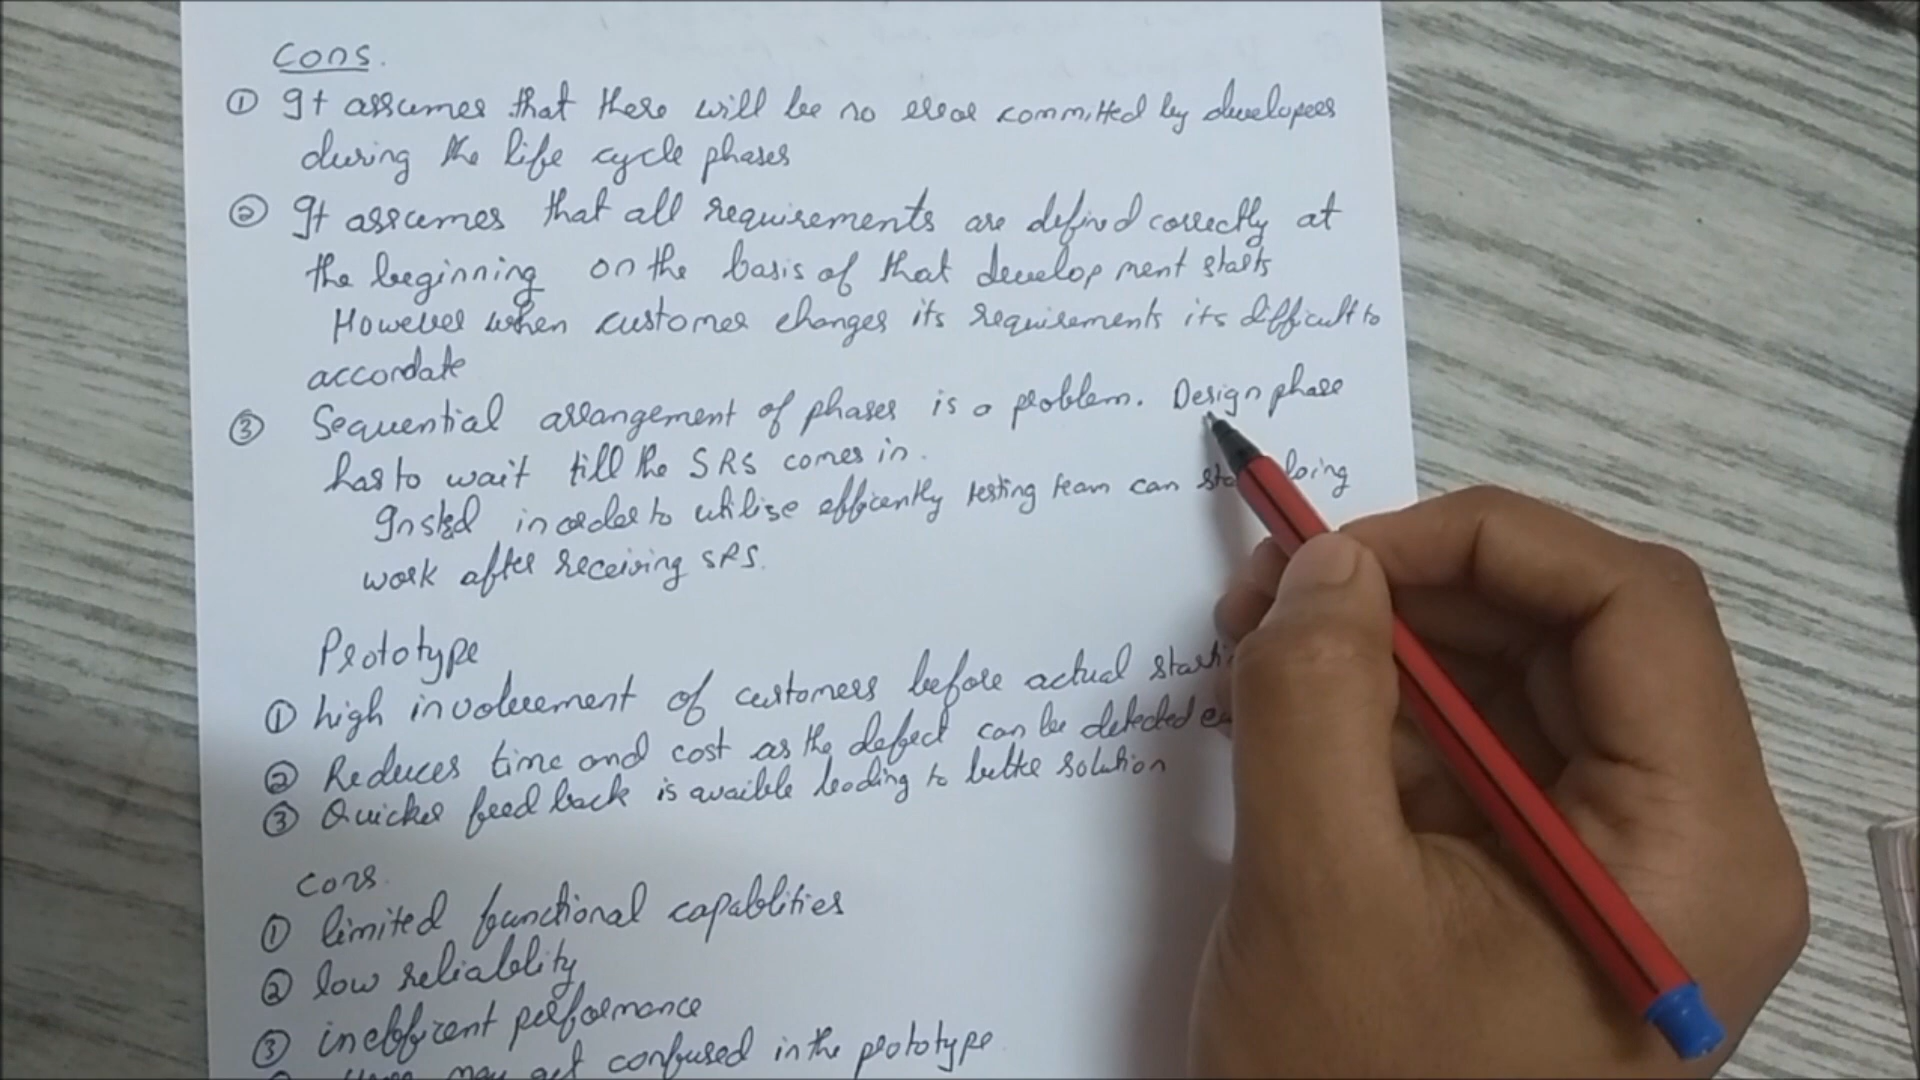 Cons.
① It assumes that there will be no error committed by developers
during the life cycle phases
② It assumes that all requirements are defined correctly at
the beginning on the basis of that development starts
However when customer changes its requirements its difficult to
accordate
③ Sequential arrangement of phases is a problem. Design phase
has to wait till the SRS comes in.
Insted in order to utilise efficently testing team can
work after receiving SRS.
Prototype
① high involvement of customers before actual
② Reduces time and cost as the defect can be detected
③ Quicker feedback is availble leading to better solution
cons.
① limited functional capablities
② low reliablity
③ inefficent performance
may get confused in the prototype